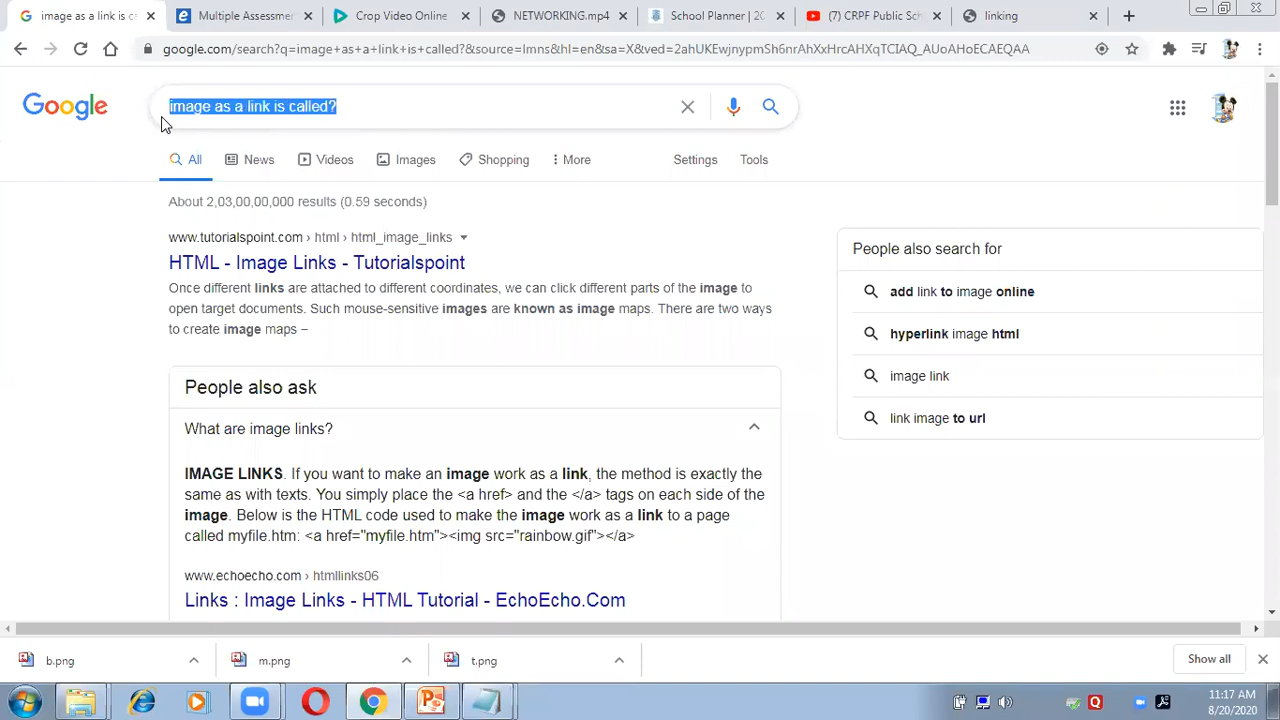 image as a link is ca
Multiple Assessmen
Crop Video Online
NETWORKING.mp
School Planner | 20
(7) CRPF Public Sch
linking
google.com/search?q=image+as+a+link+is+called?&source=lmns&hl=en&sa=X&ved=2ahUKEwjnypmSh6nrAhXxHrcAHXqTCIAQ_AUoAHoECAEQAA
Google
image as a link is called?
All News Videos Images Shopping More Settings Tools
About 2,03,00,00,000 results (0.59 seconds)
www.tutorialspoint.com › html › html_image_links
HTML - Image Links - Tutorialspoint
Once different links are attached to different coordinates, we can click different parts of the image to
open target documents. Such mouse-sensitive images are known as image maps. There are two ways
to create image maps −
People also ask
What are image links?
IMAGE LINKS. If you want to make an image work as a link, the method is exactly the
same as with texts. You simply place the <a href> and the </a> tags on each side of the
image. Below is the HTML code used to make the image work as a link to a page
called myfile.htm: <a href="myfile.htm"><img src="rainbow.gif"></a>
www.echoecho.com › htmllinks06
Links : Image Links - HTML Tutorial - EchoEcho.Com
People also search for
add link to image online
hyperlink image html
image link
link image to url
b.png
m.png
t.png
Show all
11:17 AM
8/20/2020